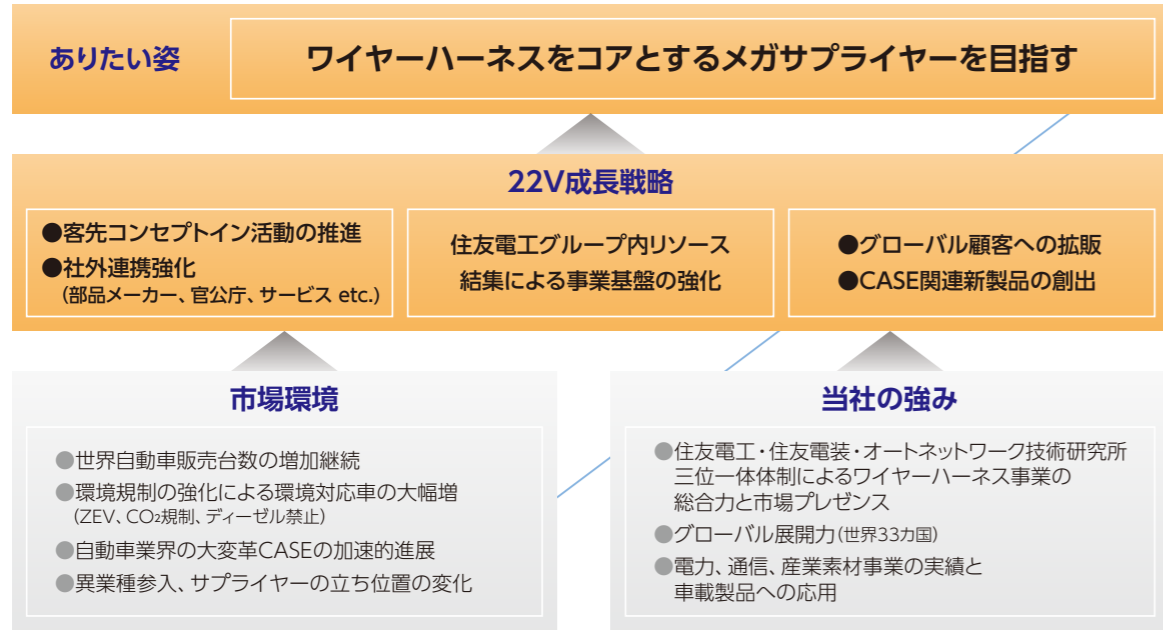 ありたい姿
ワイヤーハーネスをコアとするメガサプライヤーを目指す
22V成長戦略
●客先コンセプトイン活動の推進
●社外連携強化
（部品メーカー、官公庁、サービス etc.）
住友電工グループ内リソース
結集による事業基盤の強化
●グローバル顧客への拡販
●CASE関連新製品の創出
市場環境
●世界自動車販売台数の増加継続
●環境規制の強化による環境対応車の大幅増
（ZEV、CO₂規制、ディーゼル禁止）
●自動車業界の大変革CASEの加速的進展
●異業種参入、サプライヤーの立ち位置の変化
当社の強み
●住友電工・住友電装・オートネットワーク技術研究所
三位一体体制によるワイヤーハーネス事業の
総合力と市場プレゼンス
●グローバル展開力（世界33カ国）
●電力、通信、産業素材事業の実績と
車載製品への応用